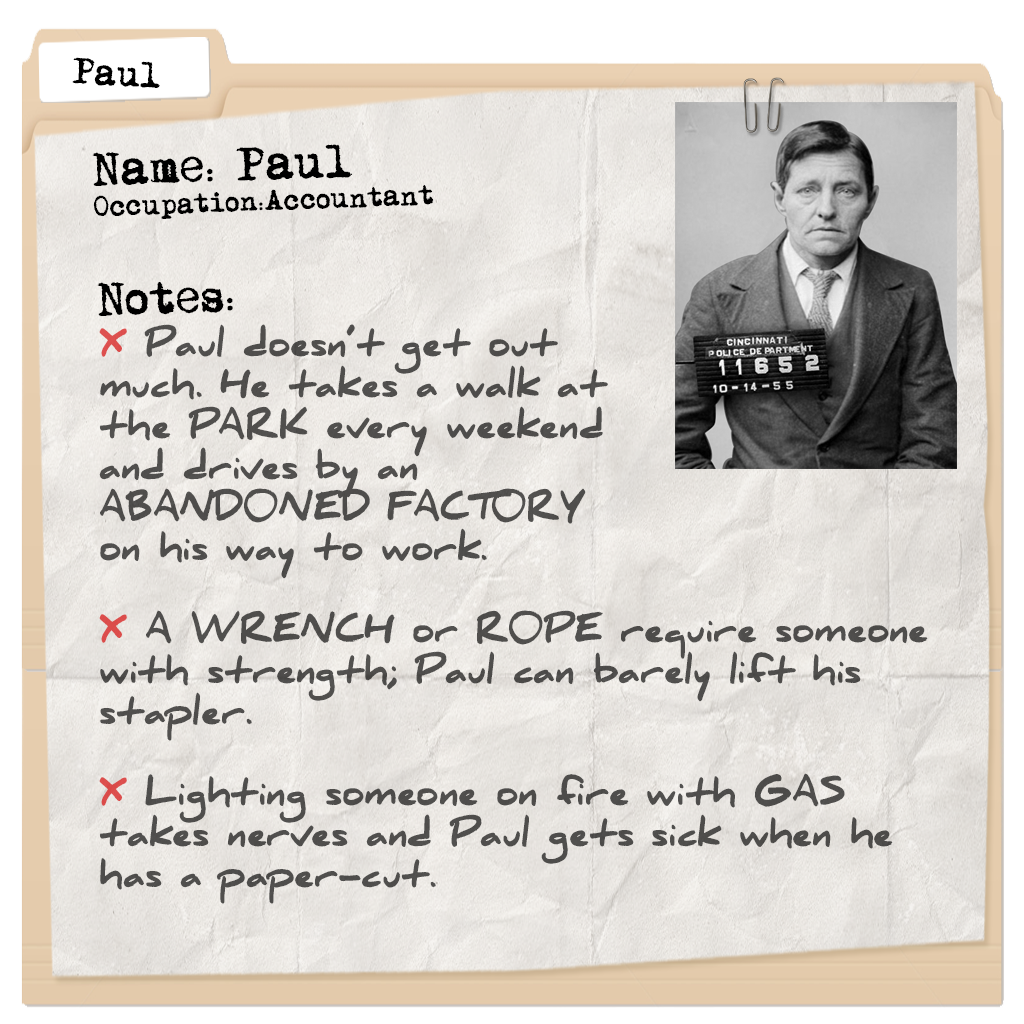 Paul
Name: Paul
Occupation:Accountant
Notes:
Paul doesn't get out
much. He takes a walk at
the PARK every weekend
and drives by an
ABANDONED FACTORY
on his way to work.
A WRENCH or ROPE require someone
with strength; Paul can barely lift his
stapler.
Lighting someone on fire with GAS
takes nerves and Paul gets sick when he
has a paper-cut.
CINCINNATI
POLICE DEPARTMENT
11652
10-14-55